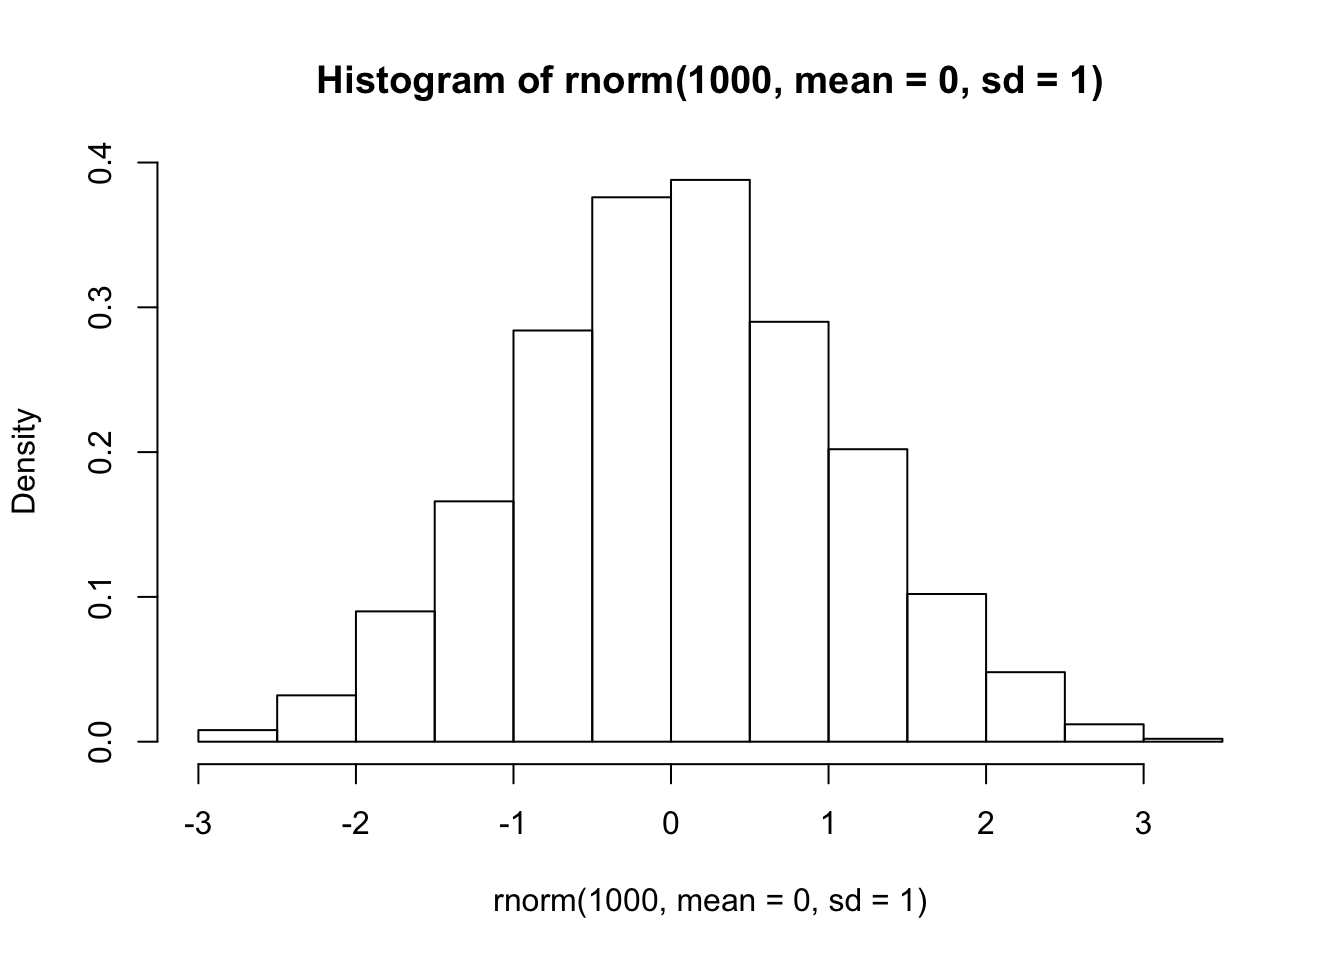 Histogram of rnorm(1000, mean = 0, sd = 1)
Density
0.4
0.3
0.2
0.1
0.0
-3 -2 -1 0 1 2 3
rnorm(1000, mean = 0, sd = 1)